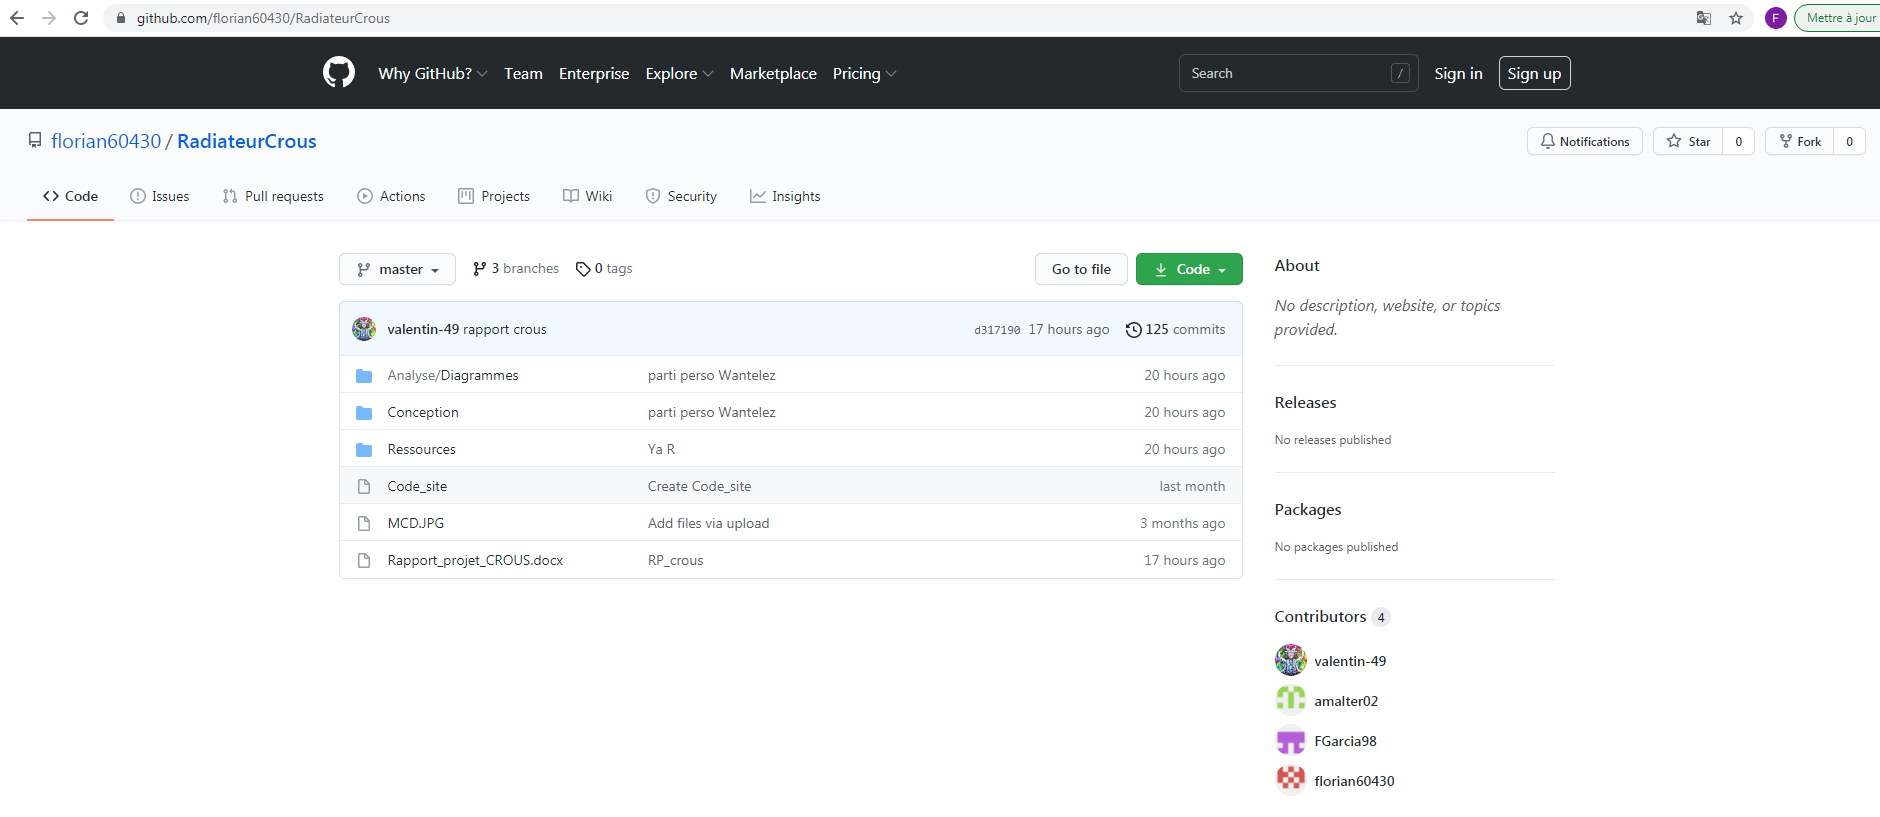 github.com/florian60430/RadiateurCrous
F
Mettre à jour
Why GitHub? Team Enterprise Explore Marketplace Pricing
Search /
Sign in Sign up
florian60430 / RadiateurCrous
Notifications Star 0 Fork 0
Code Issues Pull requests Actions Projects Wiki Security Insights
master 3 branches 0 tags
Go to file Code
valentin-49 rapport crous d317190 17 hours ago 125 commits
Analyse/Diagrammes parti perso Wantelez 20 hours ago
Conception parti perso Wantelez 20 hours ago
Ressources Ya R 20 hours ago
Code_site Create Code_site last month
MCD.JPG Add files via upload 3 months ago
Rapport_projet_CROUS.docx RP_crous 17 hours ago
About
No description, website, or topics
provided.
Releases
No releases published
Packages
No packages published
Contributors 4
valentin-49
amalter02
FGarcia98
florian60430